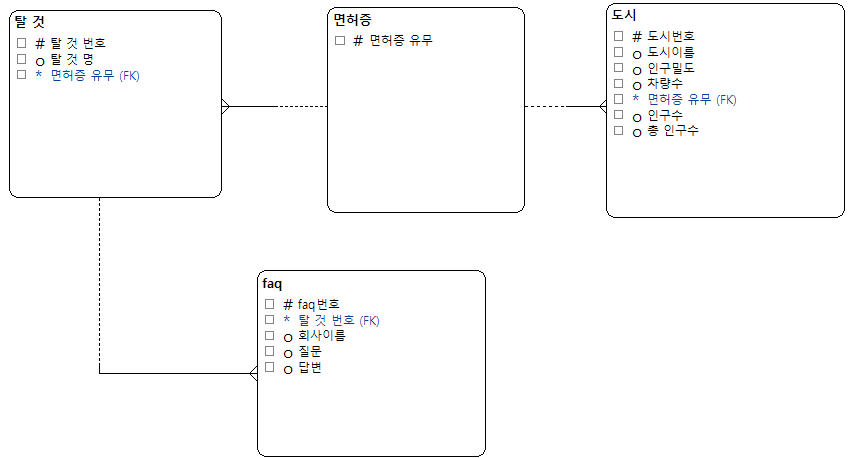 탈 것
# 탈 것 번호
o 탈 것 명
* 면허증 유무 (FK)
면허증
# 면허증 유무
도시
# 도시번호
o 도시이름
o 인구밀도
o 차량수
* 면허증 유무 (FK)
o 인구수
o 총 인구수
faq
# faq번호
* 탈 것 번호 (FK)
o 회사이름
o 질문
o 답변